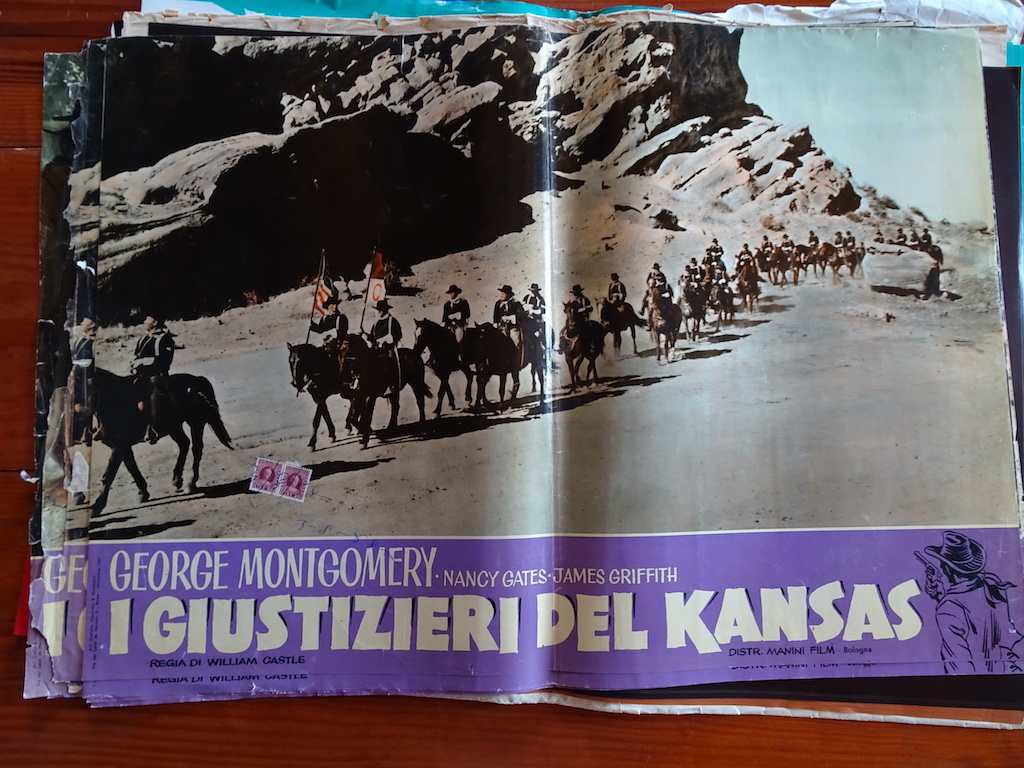 GEORGE MONTGOMERY · NANCY GATES · JAMES GRIFFITH
I GIUSTIZIERI DEL KANSAS
REGIA DI WILLIAM CASTLE
DISTR. MANINI FILM - Bologna
REGIA DI WILLIAM CASTLE
DISTR. MANINI FILM
GE
I G